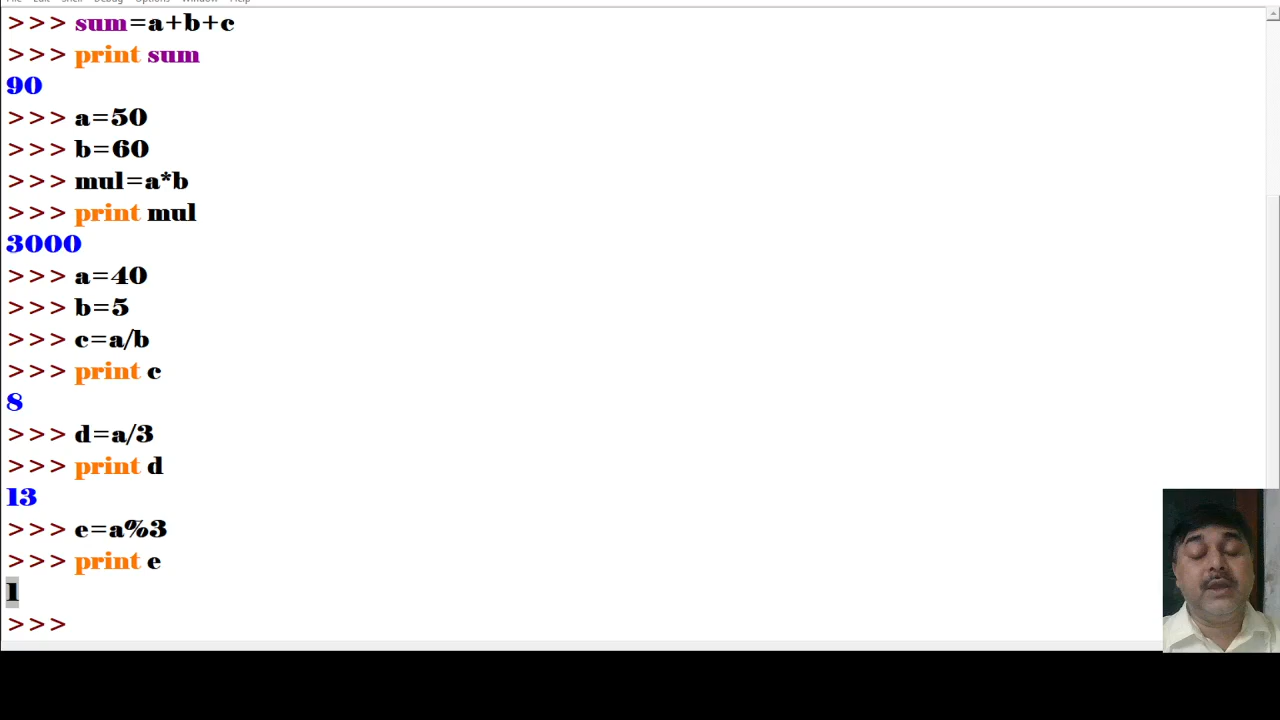 >>> sum=a+b+c
>>> print sum
90
>>> a=50
>>> b=60
>>> mul=a*b
>>> print mul
3000
>>> a=40
>>> b=5
>>> c=a/b
>>> print c
8
>>> d=a/3
>>> print d
13
>>> e=a%3
>>> print e
1
>>>